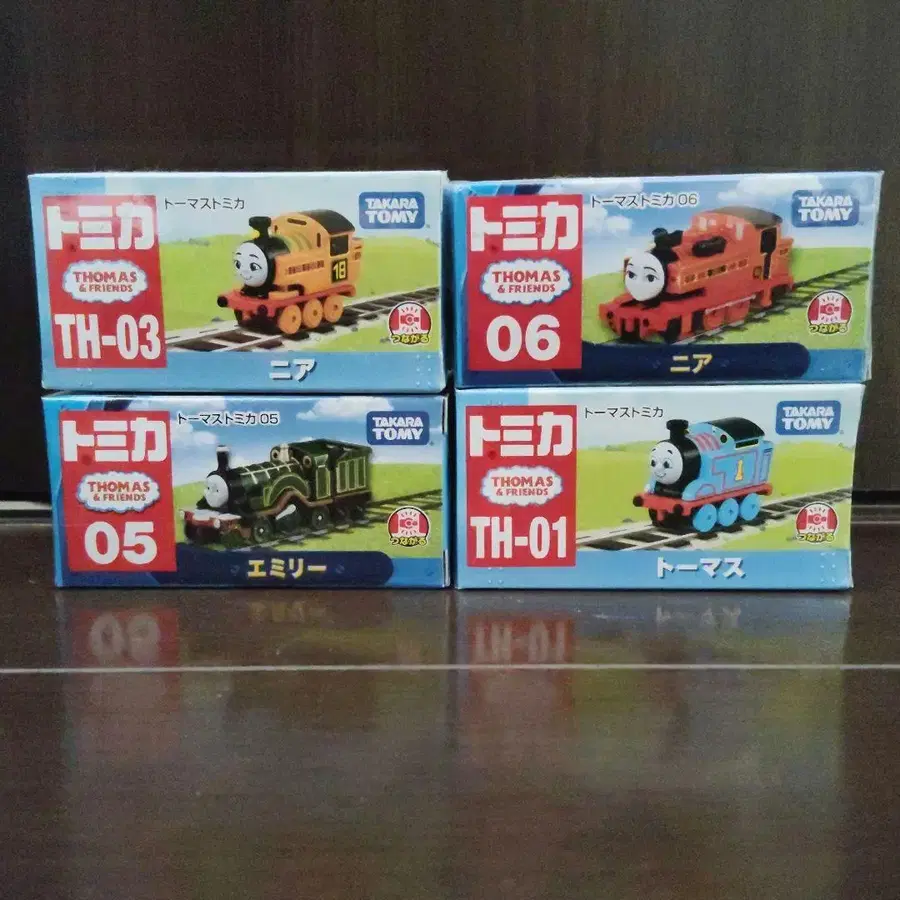 トミカ
THOMAS
& FRIENDS
TH-03
トーマストミカ
TAKARA
TOMY
18
つながる
ニア
トミカ
THOMAS
& FRIENDS
06
トーマストミカ 06
TAKARA
TOMY
つながる
ニア
トミカ
THOMAS
& FRIENDS
05
トーマストミカ 05
TAKARA
TOMY
つながる
エミリー
トミカ
THOMAS
& FRIENDS
TH-01
トーマストミカ
TAKARA
TOMY
1
つながる
トーマス